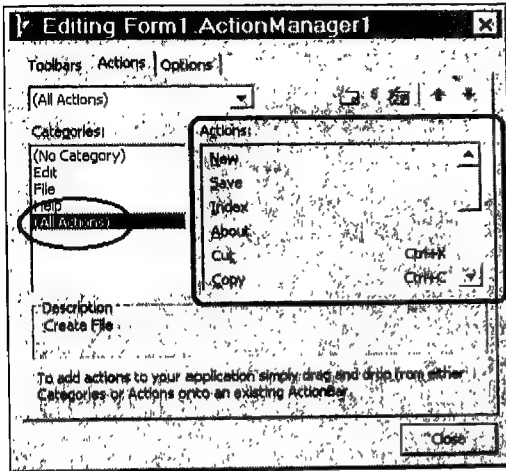 Editing Form1.ActionManager1
Toolbars Actions Options
(All Actions)
Categories: Actions:
(No Category)
Edit
File
Help
(All Actions)
New
Save
Index
About
Cut Ctrl+X
Copy Ctrl+C
Description
Create File
To add actions to your application simply drag and drop from either
Categories or Actions onto an existing ActionBar.
Close